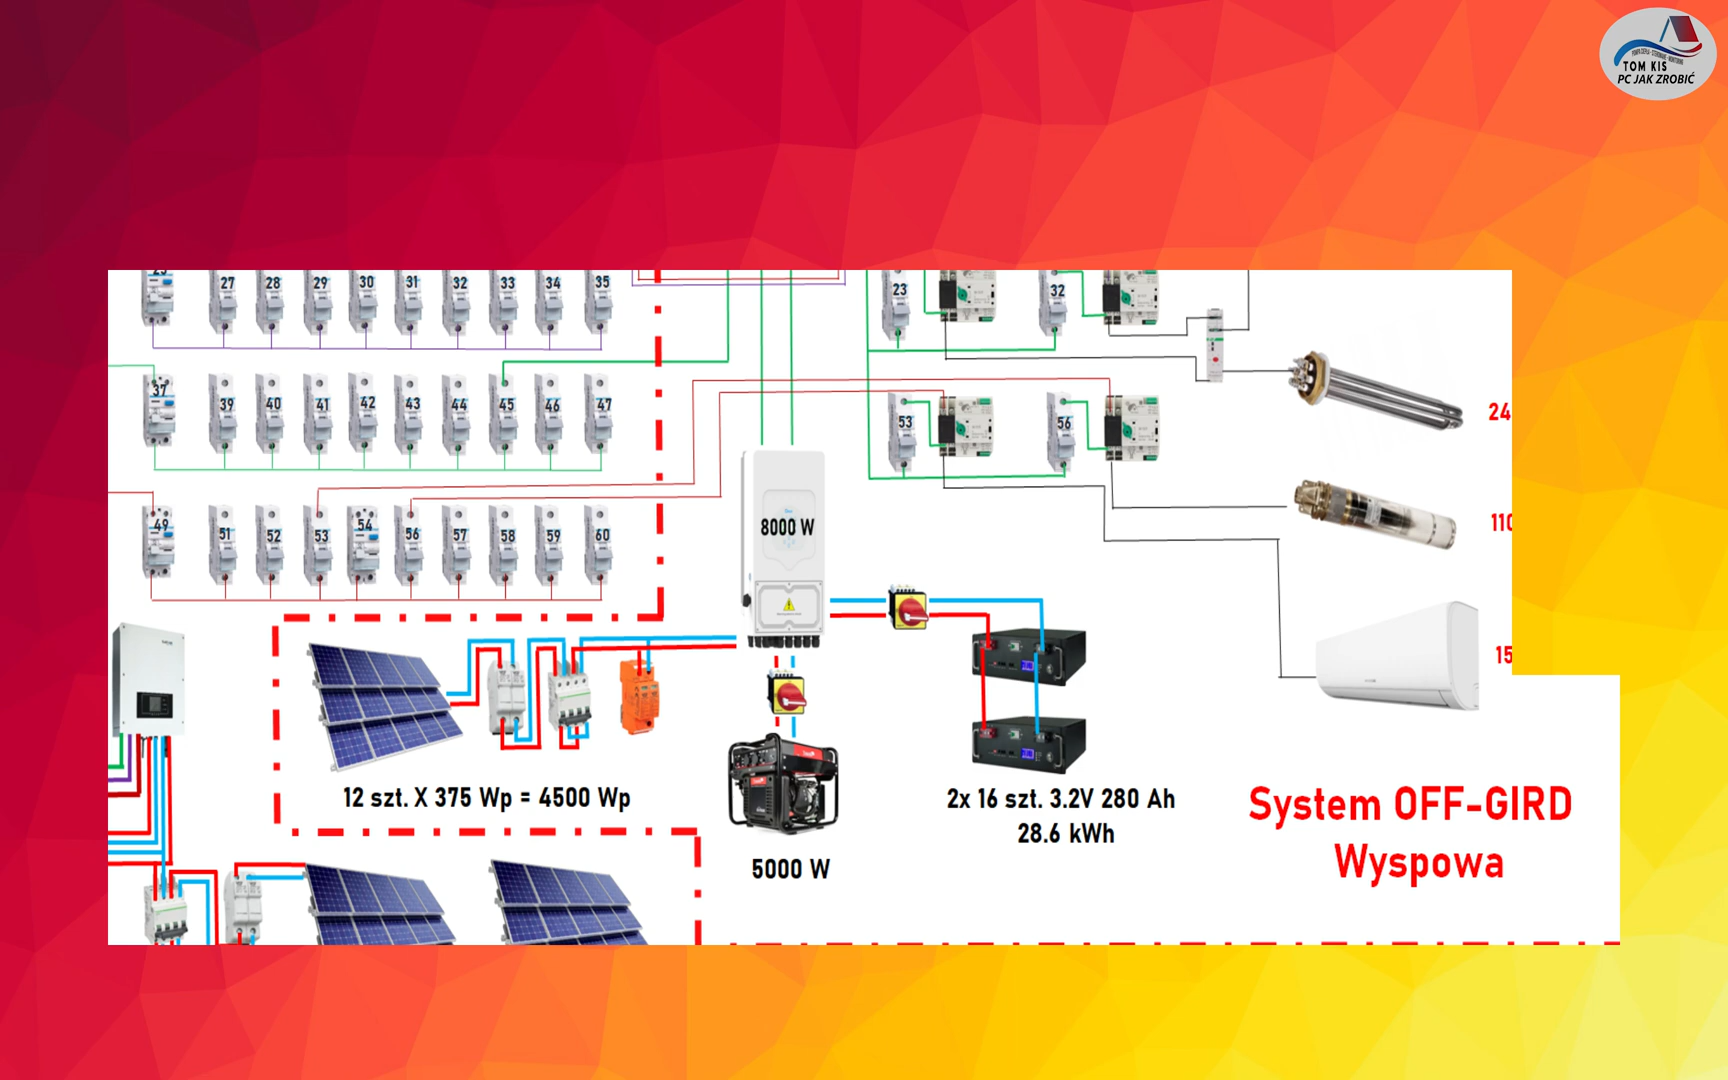 TOM KIS
PC JAK ZROBIĆ
27 28 29 30 31 32 33 34 35
23
32
37 39 40 41 42 43 44 45 46 47
53
56
24
49 51 52 53 54 56 57 58 59 60
8000 W
110
15
12 szt. X 375 Wp = 4500 Wp
5000 W
2x 16 szt. 3.2V 280 Ah
28.6 kWh
System OFF-GIRD
Wyspowa